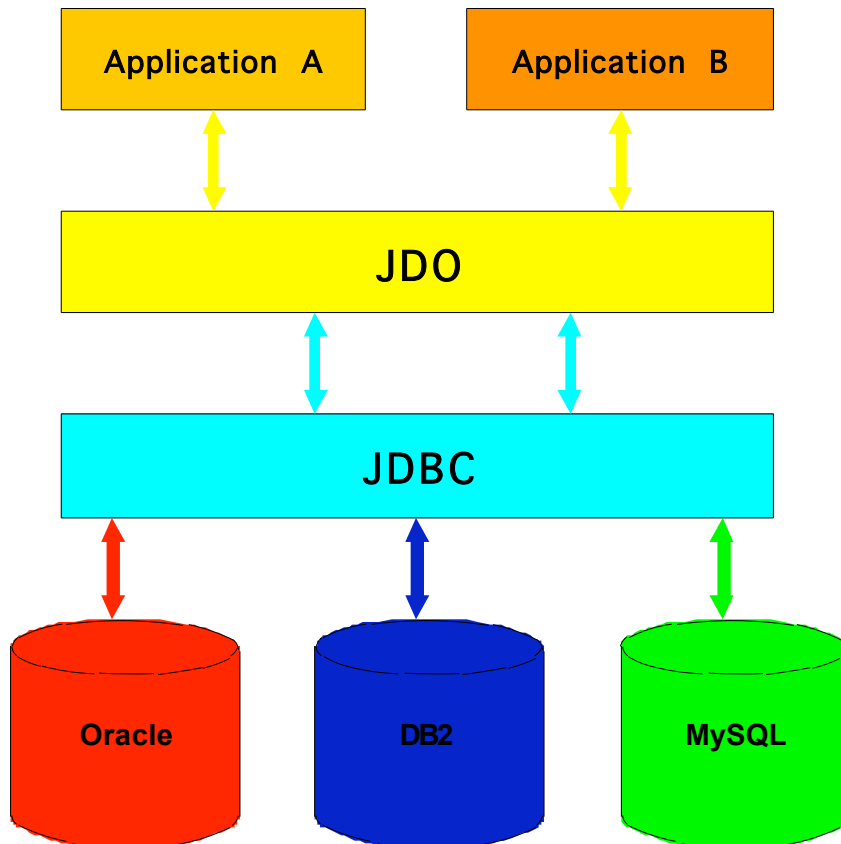 Application A
Application B
JDO
JDBC
Oracle
DB2
MySQL